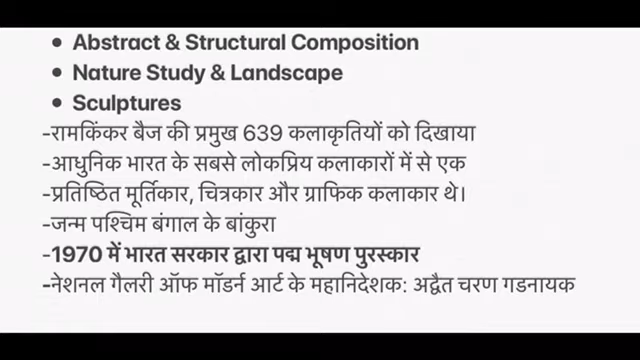 • Abstract & Structural Composition
• Nature Study & Landscape
• Sculptures
-रामकिंकर बैज की प्रमुख 639 कलाकृतियों को दिखाया
-आधुनिक भारत के सबसे लोकप्रिय कलाकारों में से एक
-प्रतिष्ठित मूर्तिकार, चित्रकार और ग्राफिक कलाकार थे।
-जन्म पश्चिम बंगाल के बांकुरा
-1970 में भारत सरकार द्वारा पद्म भूषण पुरस्कार
-नेशनल गैलरी ऑफ मॉडर्न आर्ट के महानिदेशक: अद्वैत चरण गडनायक